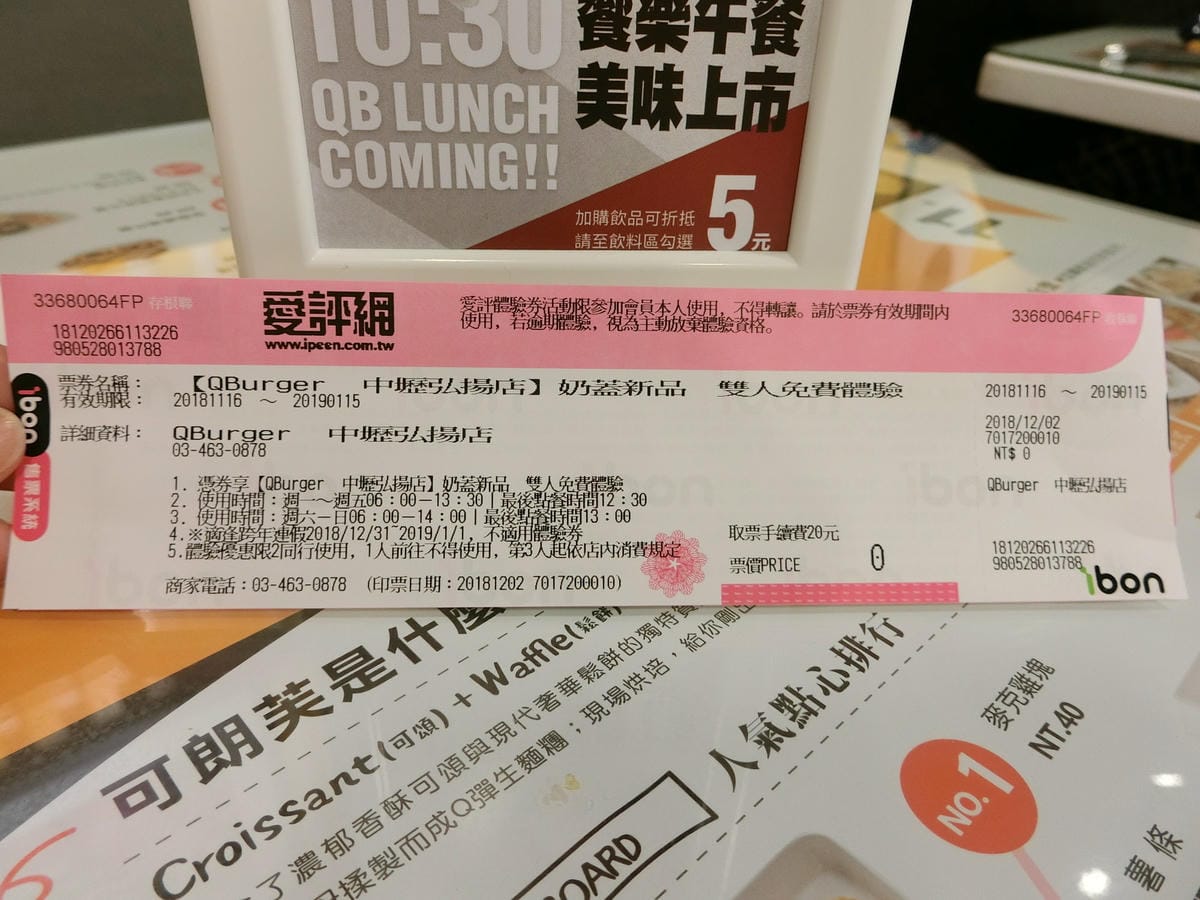 10:30
QB LUNCH
COMING!!
饗樂午餐
美味上市
加購飲品可折抵
請至飲料區勾選
5元
33680064FP 存根聯
18120266113226
980528013788
愛評網
www.ipeen.com.tw
愛評體驗券活動限參加會員本人使用,不得轉讓。請於票券有效期間內
使用,若逾期體驗,視為主動放棄體驗資格。
33680064FP 收執聯
ibon
售票系統
票券名稱: 【QBurger 中壢弘揚店】奶蓋新品 雙人免費體驗
有效期限: 20181116 ~ 20190115
詳細資料: QBurger 中壢弘揚店
03-463-0878
1. 憑券享【QBurger 中壢弘揚店】奶蓋新品 雙人免費體驗
2. 使用時間:週一~週五06:00-13:30|最後點餐時間12:30
3. 使用時間:週六-日06:00-14:00|最後點餐時間13:00
4.※適逢跨年連假2018/12/31~2019/1/1,不適用體驗券
5.體驗優惠限2同行使用,1人前往不得使用,第3人起依店內消費規定
商家電話:03-463-0878 (印票日期:20181202 7017200010)
取票手續費20元
票價PRICE 0
20181116 ~ 20190115
2018/12/02
7017200010
NT$ 0
QBurger 中壢弘揚店
18120266113226
980528013788
ibon
可朗芙是什麼
Croissant(可頌) + Waffle(鬆餅)
了濃郁香酥可頌與現代奢華鬆餅的獨特質
揉製而成Q彈生麵糰;現場烘培,給你剛出
OARD
人氣點心排行
NO.1
麥克雞塊
NT.40
薯條